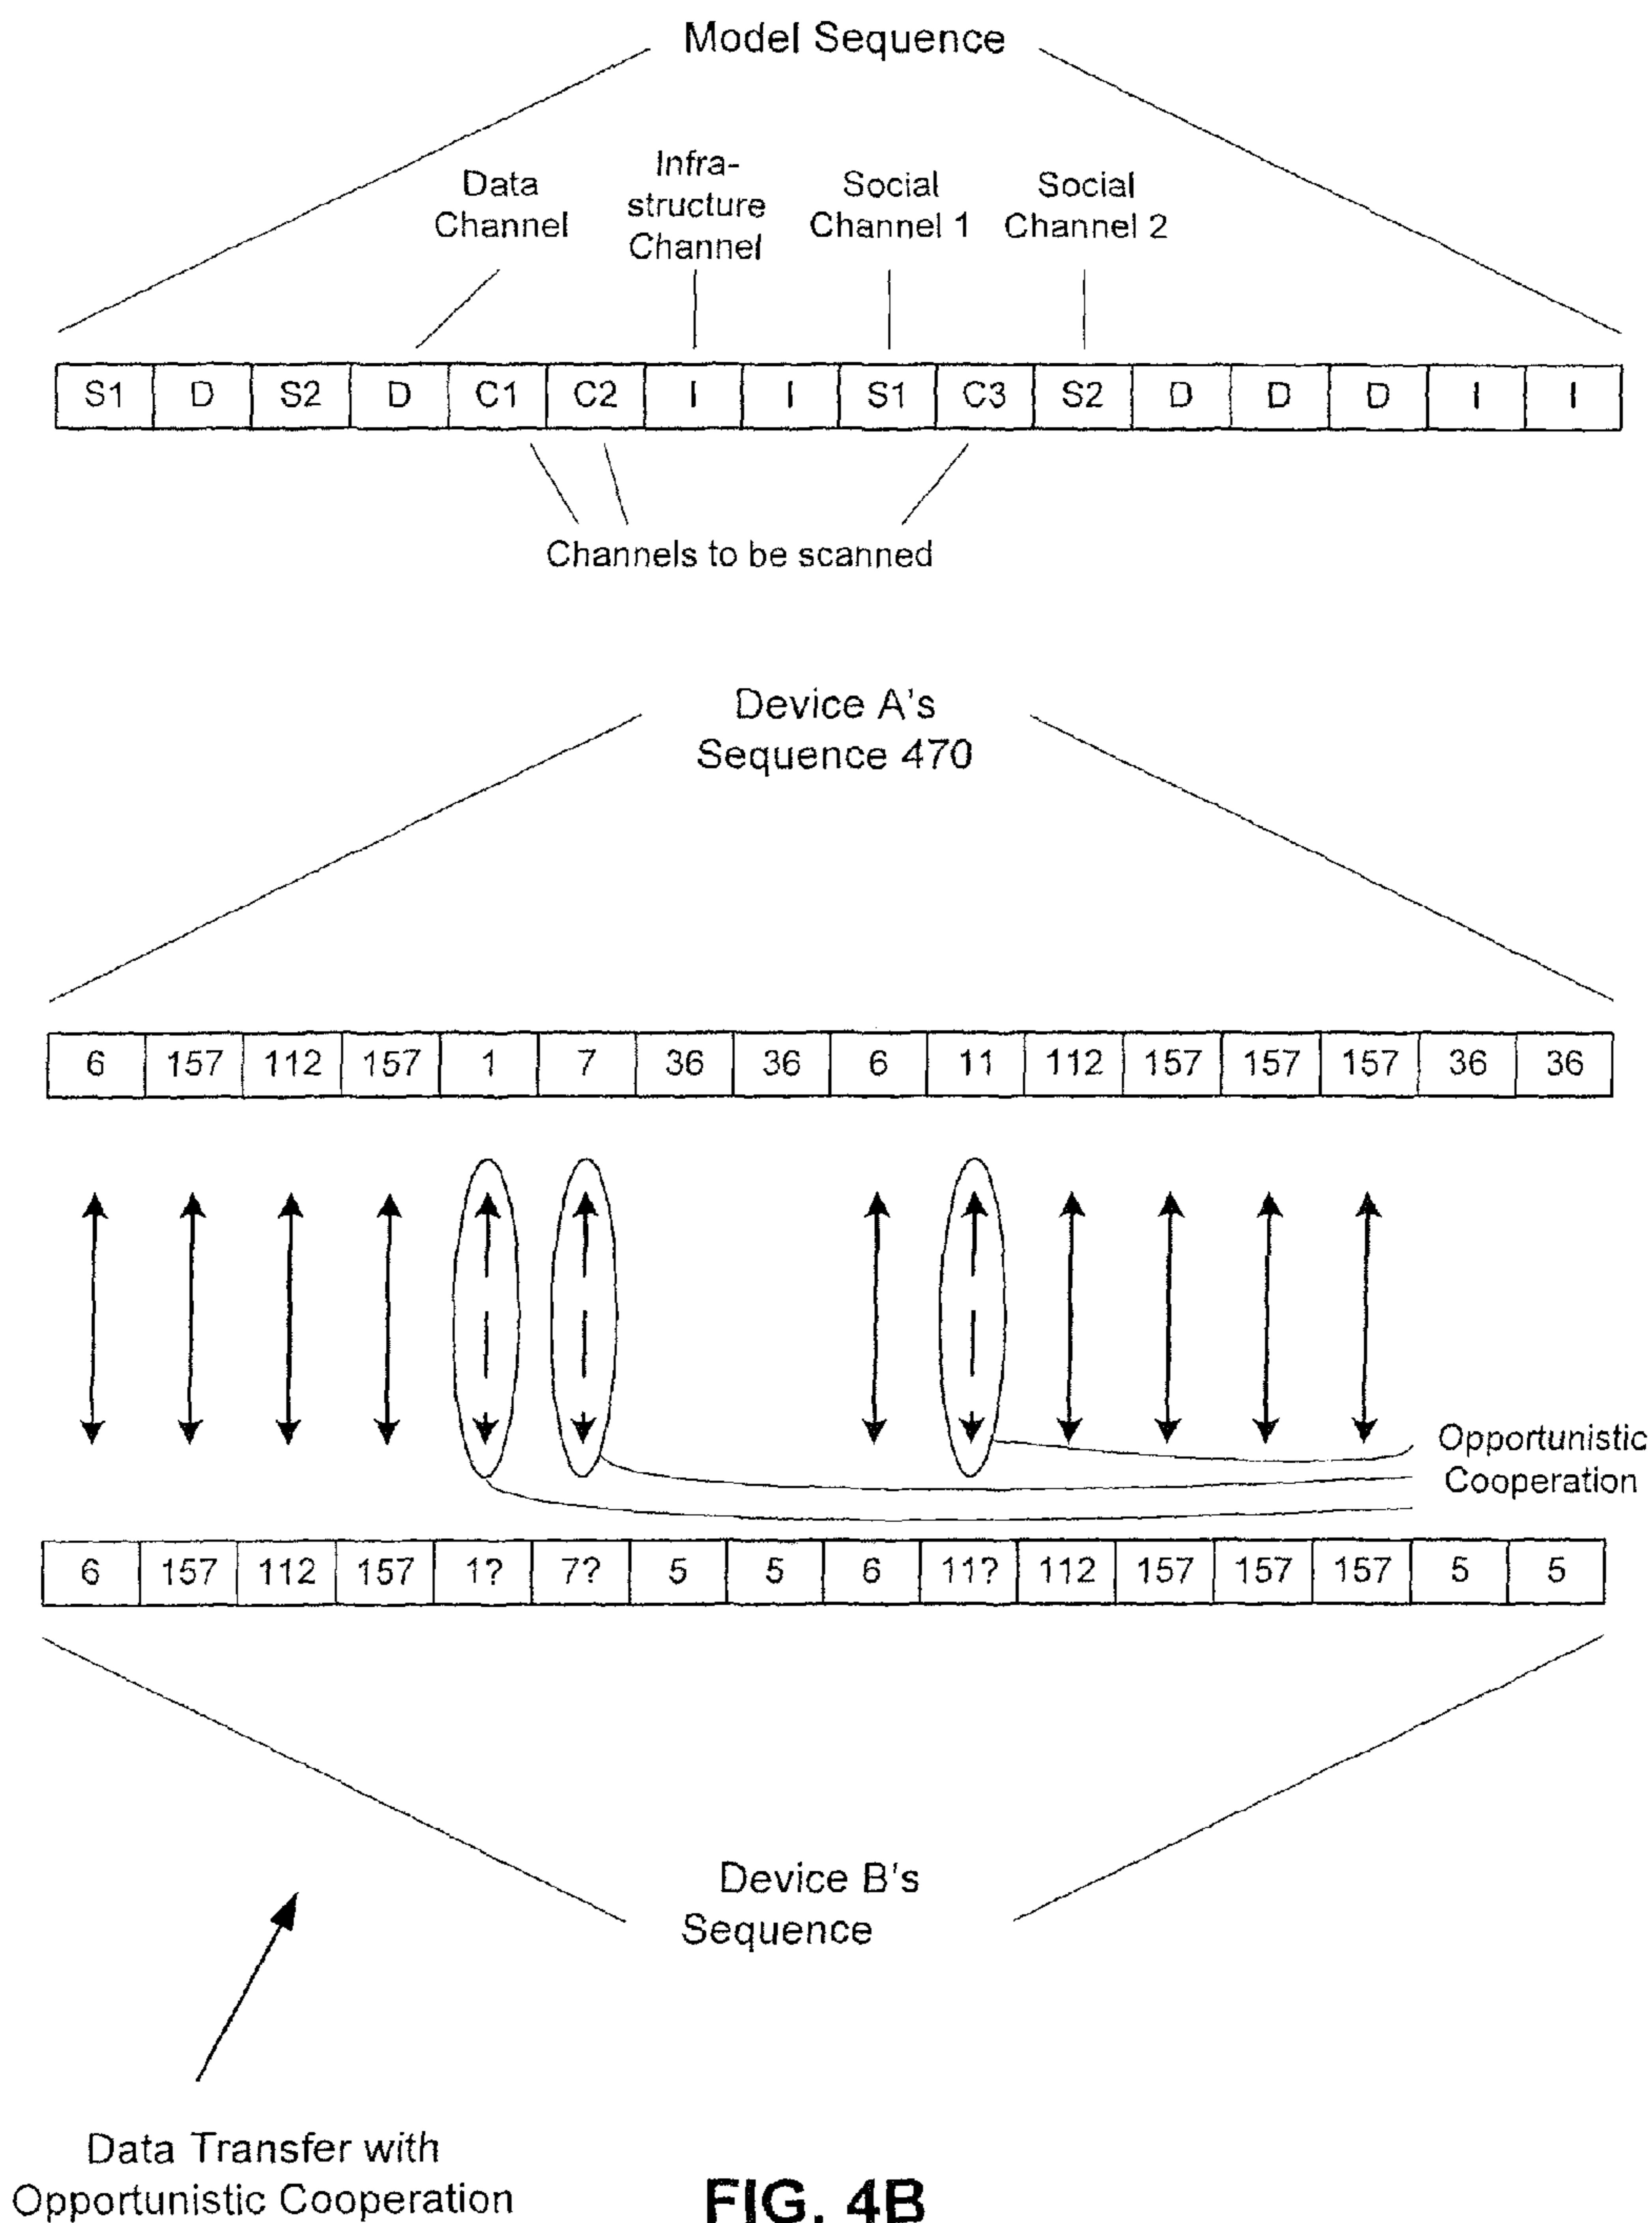 Model Sequence
Data
Channel
Infra-
structure
Channel
Social
Channel 1
Social
Channel 2
S1 D S2 D C1 C2 I I S1 C3 S2 D D D I I
Channels to be scanned
Device A's
Sequence 470
6 157 112 157 1 7 36 36 6 11 112 157 157 157 36 36
Opportunistic
Cooperation
6 157 112 157 1? 7? 5 5 6 11? 112 157 157 157 5 5
Device B's
Sequence
Data Transfer with
Opportunistic Cooperation
FIG. 4B